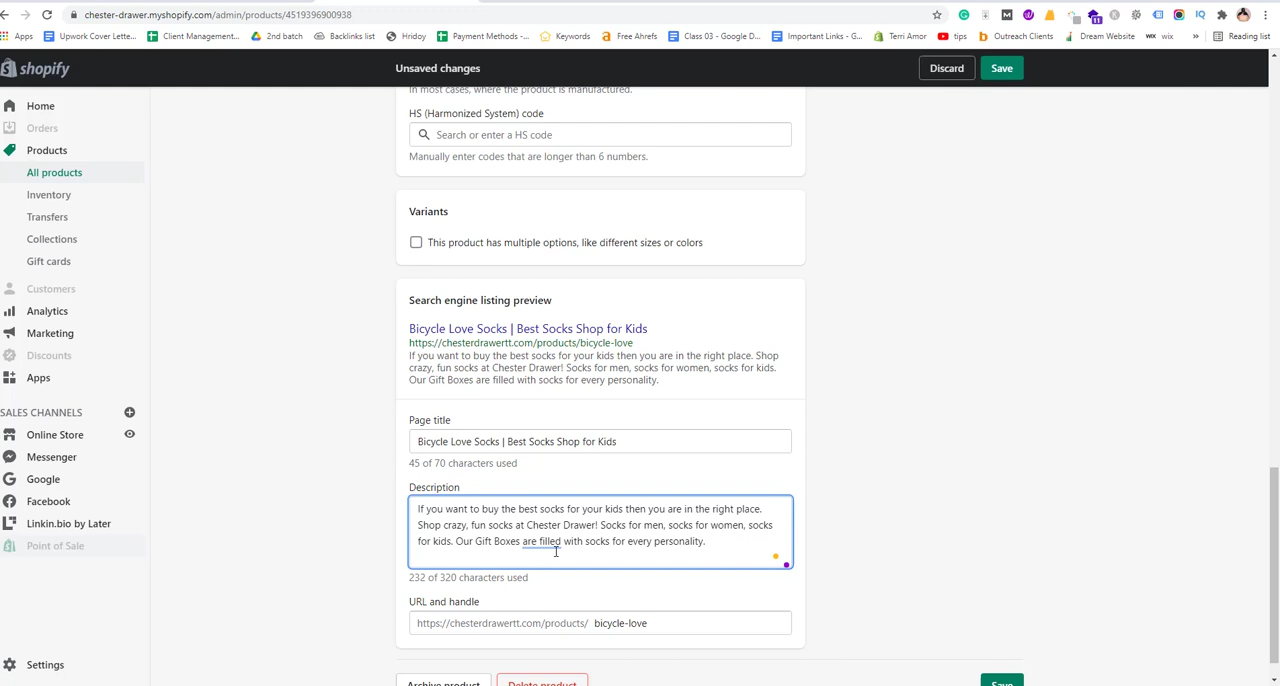 chester-drawer.myshopify.com/admin/products/4519396900938
Apps Upwork Cover Lette... Client Management... 2nd batch Backlinks list Hriday Payment Methods -... Keywords Free Ahrefs Class 01 - Google D... Important Links - G... Terri Amor tips Outreach Clients Dream Website wix » Reading list
shopify
Unsaved changes
Discard
Save
Home
Orders
Products
All products
Inventory
Transfers
Collections
Gift cards
Customers
Analytics
Marketing
Discounts
Apps
SALES CHANNELS
Online Store
Messenger
Google
Facebook
Linkin.bio by Later
Point of Sale
Settings
In most cases, where the product is manufactured.
HS (Harmonized System) code
Search or enter a HS code
Manually enter codes that are longer than 6 numbers.
Variants
This product has multiple options, like different sizes or colors
Search engine listing preview
Bicycle Love Socks | Best Socks Shop for Kids
https://chesterdrawertt.com/products/bicycle-love
If you want to buy the best socks for your kids then you are in the right place. Shop
crazy, fun socks at Chester Drawer! Socks for men, socks for women, socks for kids.
Our Gift Boxes are filled with socks for every personality.
Page title
Bicycle Love Socks | Best Socks Shop for Kids
45 of 70 characters used
Description
If you want to buy the best socks for your kids then you are in the right place.
Shop crazy, fun socks at Chester Drawer! Socks for men, socks for women, socks
for kids. Our Gift Boxes are filled with socks for every personality.
232 of 320 characters used
URL and handle
https://chesterdrawertt.com/products/ bicycle-love
Archive product
Delete product
Save